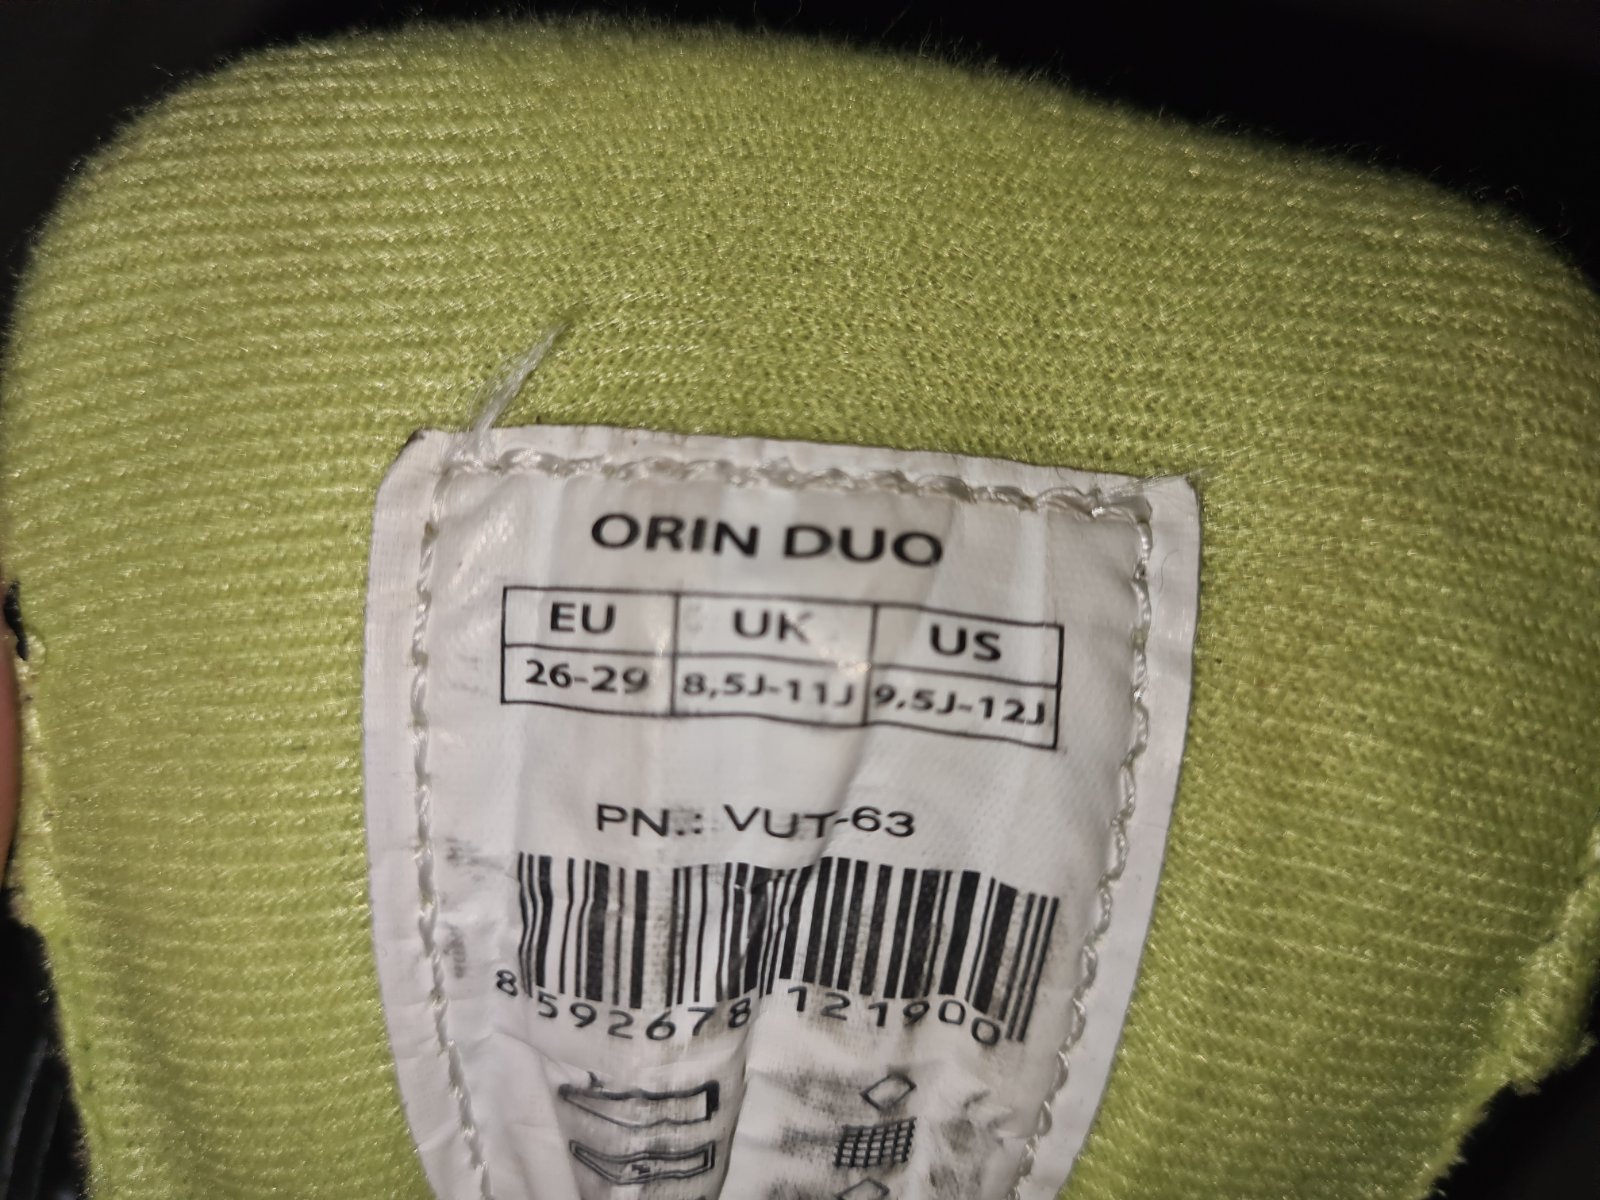 ORIN DUO
EU UK US
26-29 8,5J-11J 9,5J-12J
PN.: VUT-63
8 592678 121900